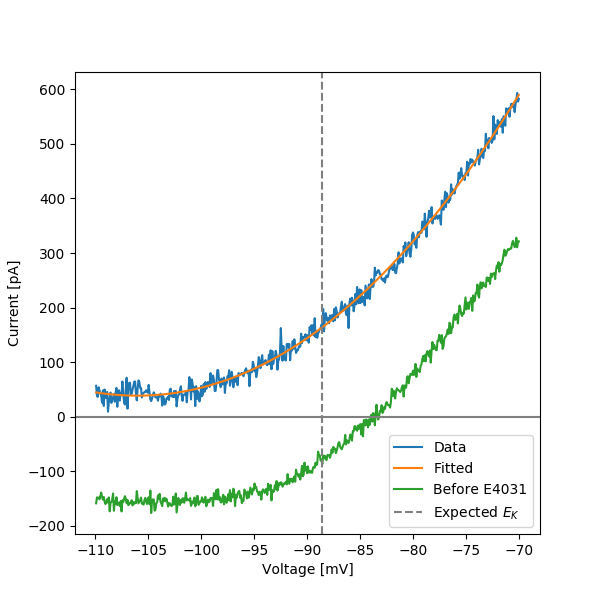 600
500
400
300
200
100
0
−100
−200
Current [pA]
Data
Fitted
Before E4031
Expected E_K
−110 −105 −100 −95 −90 −85 −80 −75 −70
Voltage [mV]